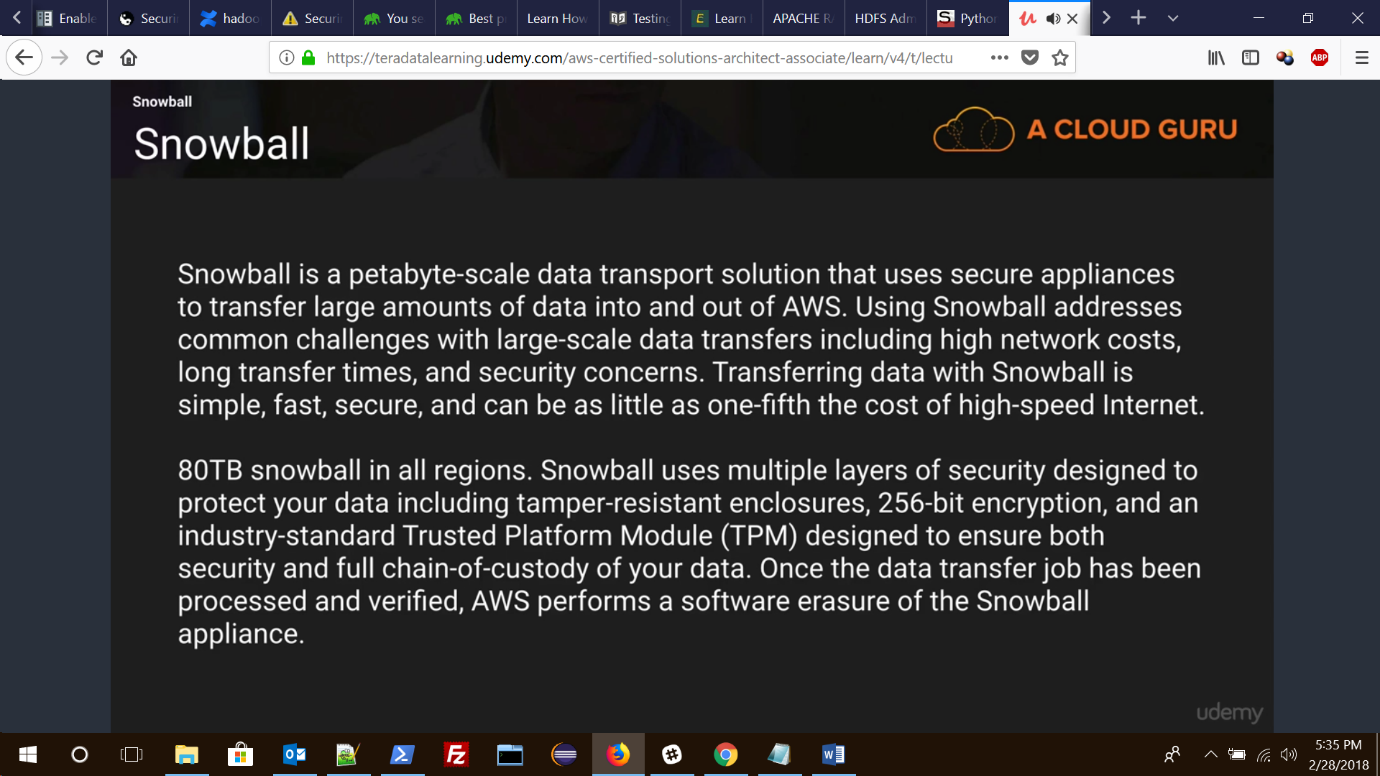 Enable
Securi
hadoo
Securi
You se
Best p
Learn How
Testing
Learn
APACHE R
HDFS Adm
Pythor
https://teradatalearning.udemy.com/aws-certified-solutions-architect-associate/learn/v4/t/lectu
ABP
Snowball
Snowball
A CLOUD GURU
Snowball is a petabyte-scale data transport solution that uses secure appliances
to transfer large amounts of data into and out of AWS. Using Snowball addresses
common challenges with large-scale data transfers including high network costs,
long transfer times, and security concerns. Transferring data with Snowball is
simple, fast, secure, and can be as little as one-fifth the cost of high-speed Internet.
80TB snowball in all regions. Snowball uses multiple layers of security designed to
protect your data including tamper-resistant enclosures, 256-bit encryption, and an
industry-standard Trusted Platform Module (TPM) designed to ensure both
security and full chain-of-custody of your data. Once the data transfer job has been
processed and verified, AWS performs a software erasure of the Snowball
appliance.
udemy
5:35 PM
2/28/2018